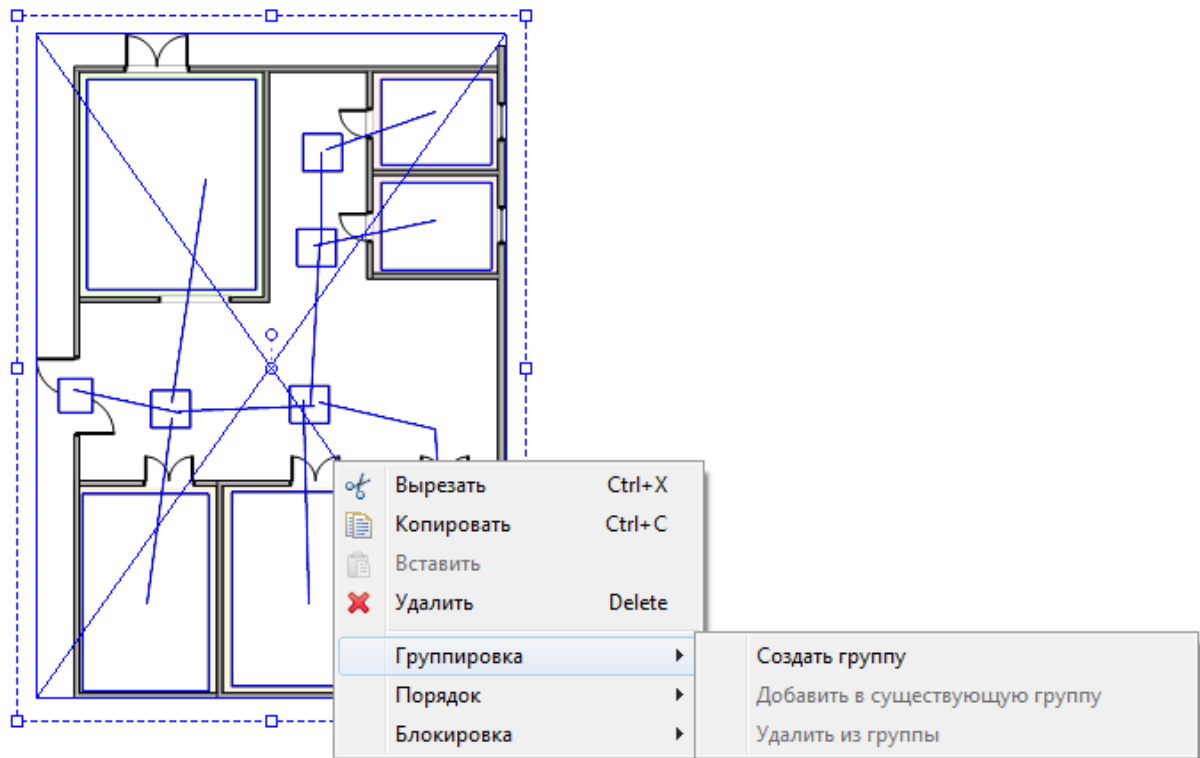 Вырезать Ctrl+X
Копировать Ctrl+C
Вставить
Удалить Delete
Группировка
Создать группу
Порядок
Добавить в существующую группу
Блокировка
Удалить из группы